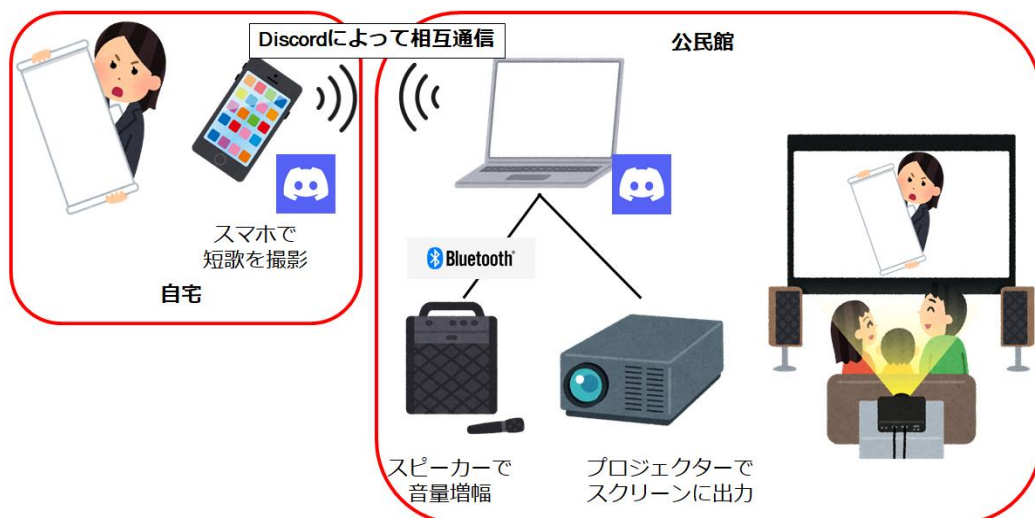 Discordによって相互通信
公民館
スマホで
短歌を撮影
自宅
Bluetooth®
スピーカーで
音量増幅
プロジェクターで
スクリーンに出力